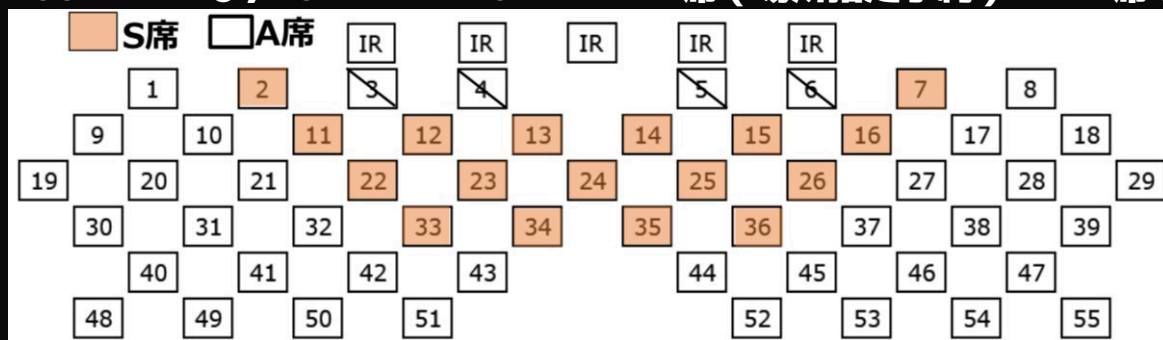 S席 A席
IR IR IR IR IR
1 2 3 4 5 6 7 8
9 10 11 12 13 14 15 16 17 18
19 20 21 22 23 24 25 26 27 28 29
30 31 32 33 34 35 36 37 38 39
40 41 42 43 44 45 46 47
48 49 50 51 52 53 54 55